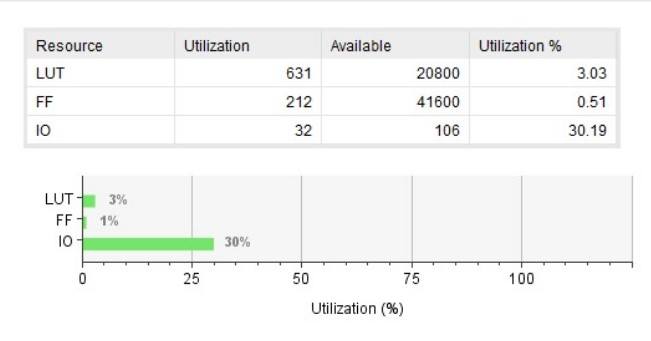 Resource Utilization Available Utilization %
LUT 631 20800 3.03
FF 212 41600 0.51
IO 32 106 30.19
LUT 3%
FF 1%
IO 30%
0 25 50 75 100
Utilization (%)